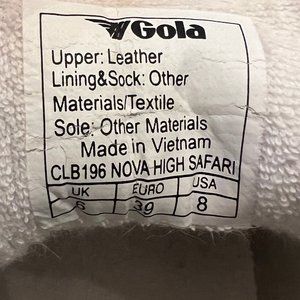 Gola
Upper: Leather
Lining&Sock: Other
Materials/Textile
Sole: Other Materials
Made in Vietnam
CLB196 NOVA HIGH SAFARI
UK EURO USA
6 39 8